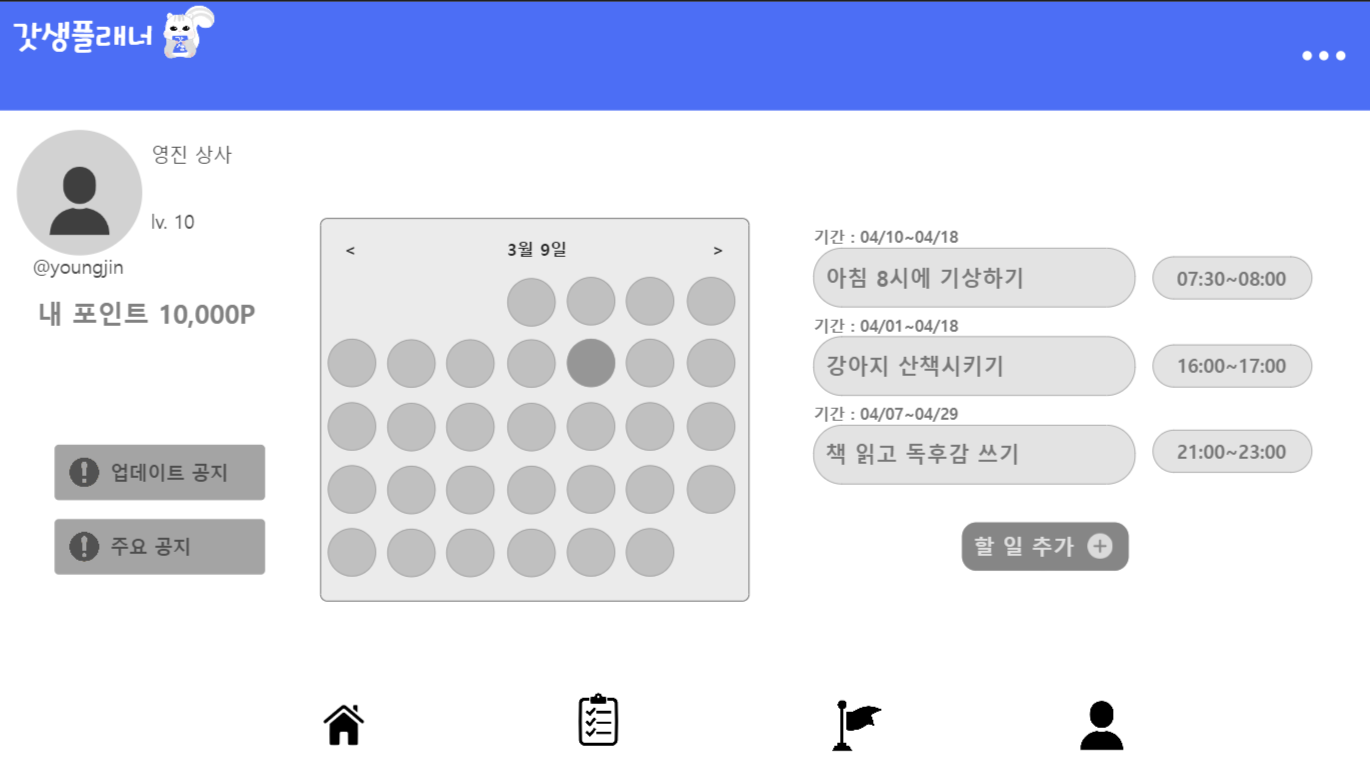 갓생플래너
영진 상사
lv. 10
@youngjin
내 포인트 10,000P
업데이트 공지
주요 공지
< 3월 9일 >
기간 : 04/10~04/18
아침 8시에 기상하기 07:30~08:00
기간 : 04/01~04/18
강아지 산책시키기 16:00~17:00
기간 : 04/07~04/29
책 읽고 독후감 쓰기 21:00~23:00
할 일 추가